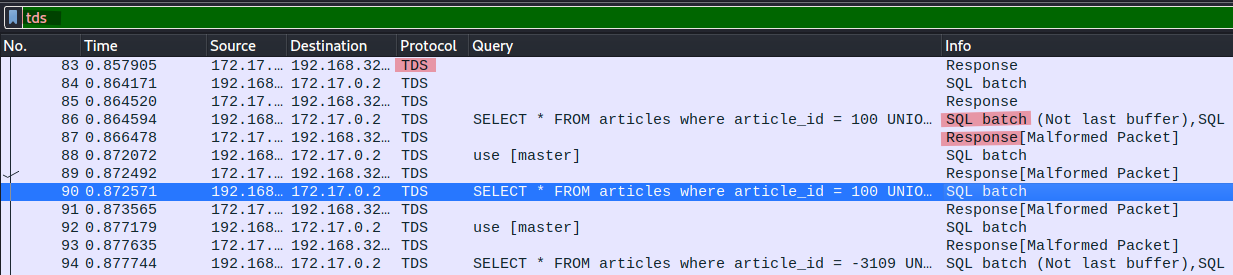 tds
No. Time Source Destination Protocol Query Info
83 0.857905 172.17.… 192.168.32… TDS Response
84 0.864171 192.168… 172.17.0.2 TDS SQL batch
85 0.864520 172.17.… 192.168.32… TDS Response
86 0.864594 192.168… 172.17.0.2 TDS SELECT * FROM articles where article_id = 100 UNIO… SQL batch (Not last buffer),SQL
87 0.866478 172.17.… 192.168.32… TDS Response[Malformed Packet]
88 0.872072 192.168… 172.17.0.2 TDS use [master] SQL batch
89 0.872492 172.17.… 192.168.32… TDS Response[Malformed Packet]
90 0.872571 192.168… 172.17.0.2 TDS SELECT * FROM articles where article_id = 100 UNIO… SQL batch
91 0.873565 172.17.… 192.168.32… TDS Response[Malformed Packet]
92 0.877179 192.168… 172.17.0.2 TDS use [master] SQL batch
93 0.877635 172.17.… 192.168.32… TDS Response[Malformed Packet]
94 0.877744 192.168… 172.17.0.2 TDS SELECT * FROM articles where article_id = -3109 UN… SQL batch (Not last buffer),SQL